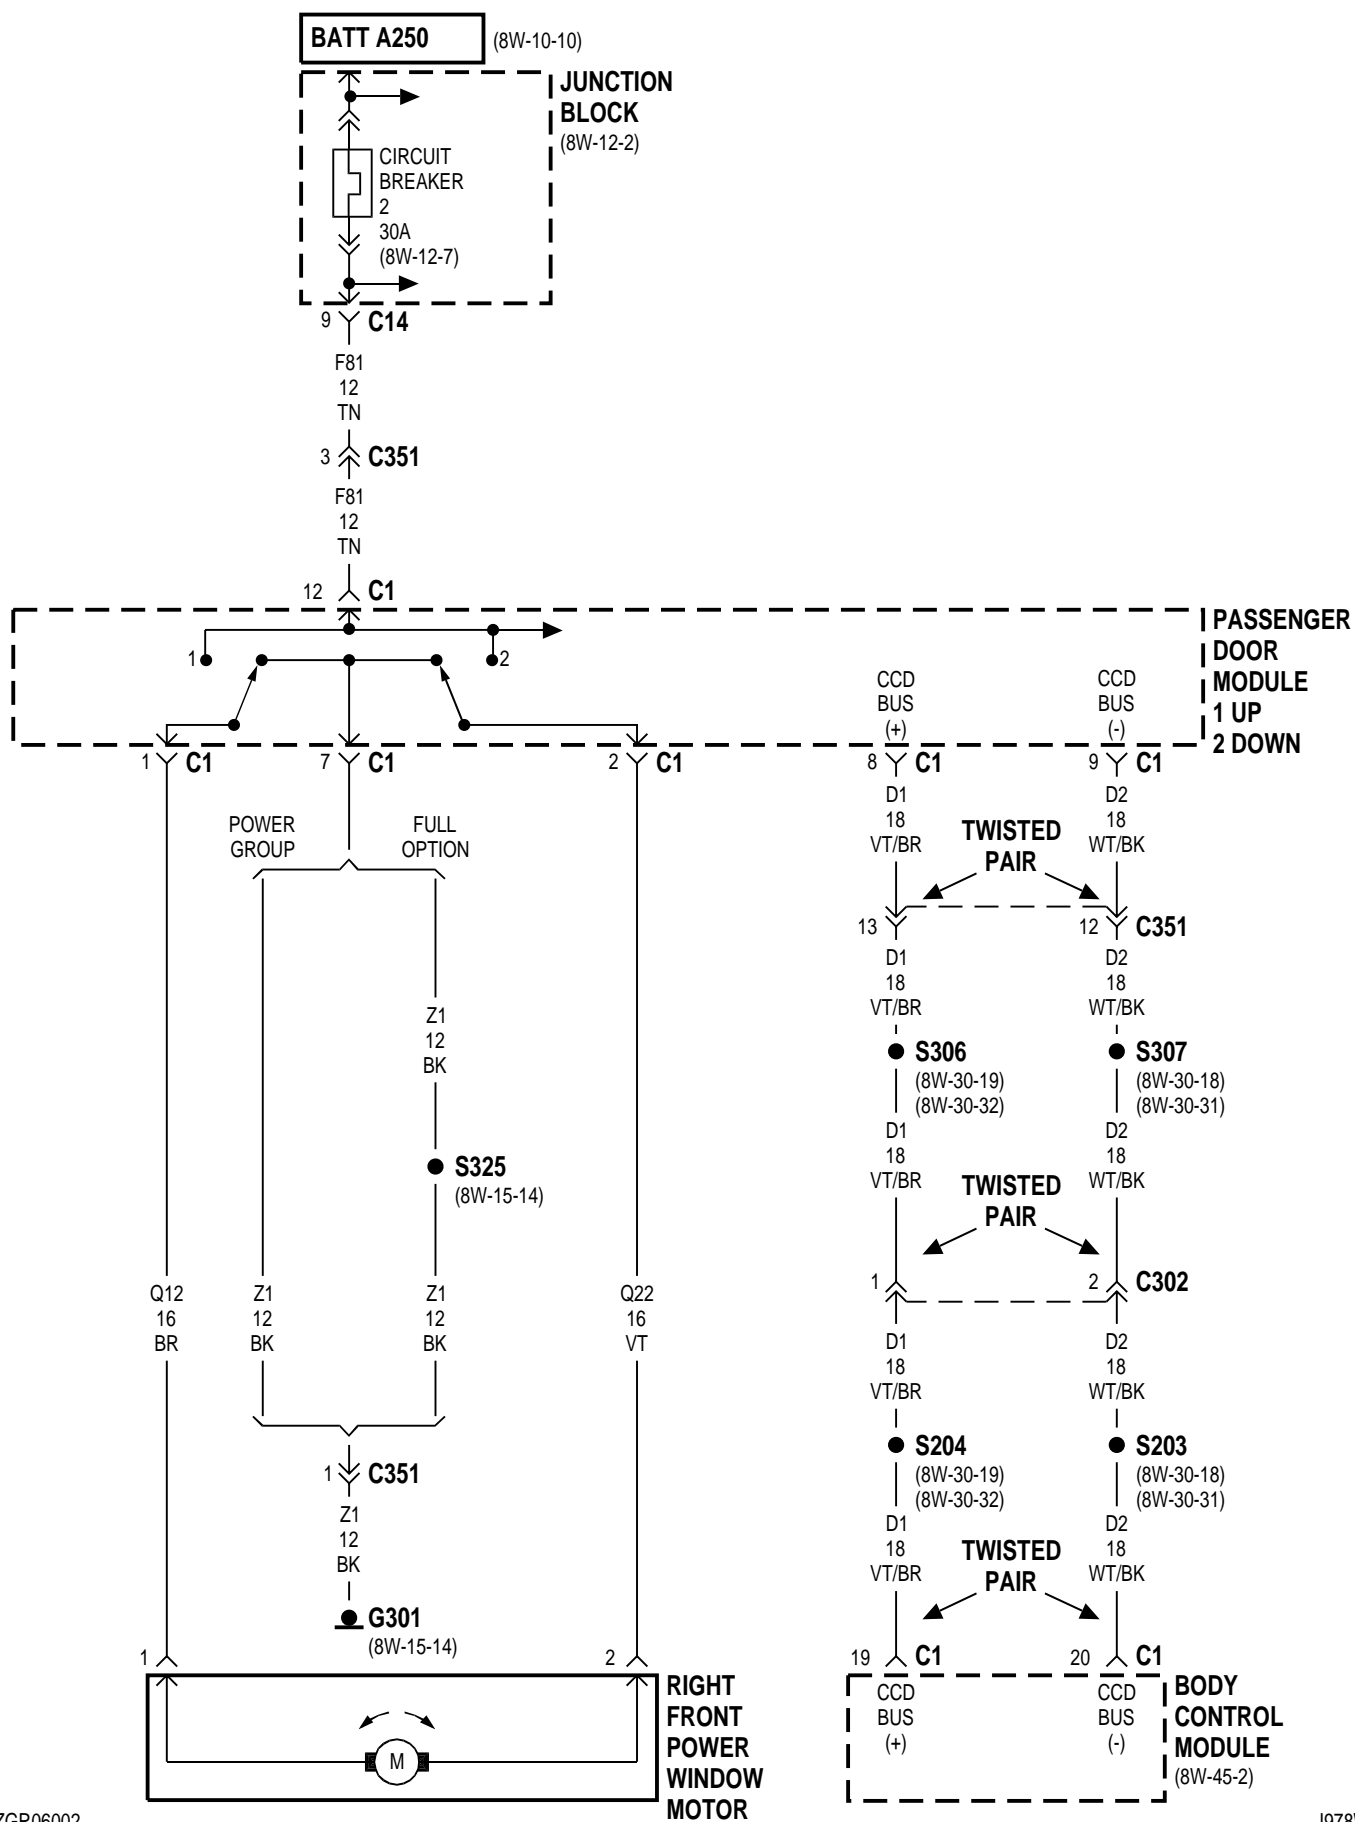 BATT A250
(8W-10-10)
JUNCTION
BLOCK
(8W-12-2)
CIRCUIT
BREAKER
2
30A
(8W-12-7)
9
C14
F81
12
TN
3
C351
F81
12
TN
12
C1
PASSENGER
DOOR
MODULE
1 UP
2 DOWN
1
2
CCD
BUS
(+)
CCD
BUS
(-)
1
C1
7
C1
2
C1
8
C1
9
C1
POWER
GROUP
FULL
OPTION
D1
18
VT/BR
TWISTED
PAIR
D2
18
WT/BK
13
12
C351
D1
18
VT/BR
D2
18
WT/BK
Z1
12
BK
S306
(8W-30-19)
(8W-30-32)
S307
(8W-30-18)
(8W-30-31)
D1
18
VT/BR
D2
18
WT/BK
S325
(8W-15-14)
TWISTED
PAIR
1
2
C302
Q12
16
BR
Z1
12
BK
Z1
12
BK
Q22
16
VT
D1
18
VT/BR
D2
18
WT/BK
S204
(8W-30-19)
(8W-30-32)
S203
(8W-30-18)
(8W-30-31)
1
C351
Z1
12
BK
D1
18
VT/BR
D2
18
WT/BK
TWISTED
PAIR
G301
(8W-15-14)
1
2
19
C1
20
C1
RIGHT
FRONT
POWER
WINDOW
MOTOR
M
CCD
BUS
(+)
CCD
BUS
(-)
BODY
CONTROL
MODULE
(8W-45-2)